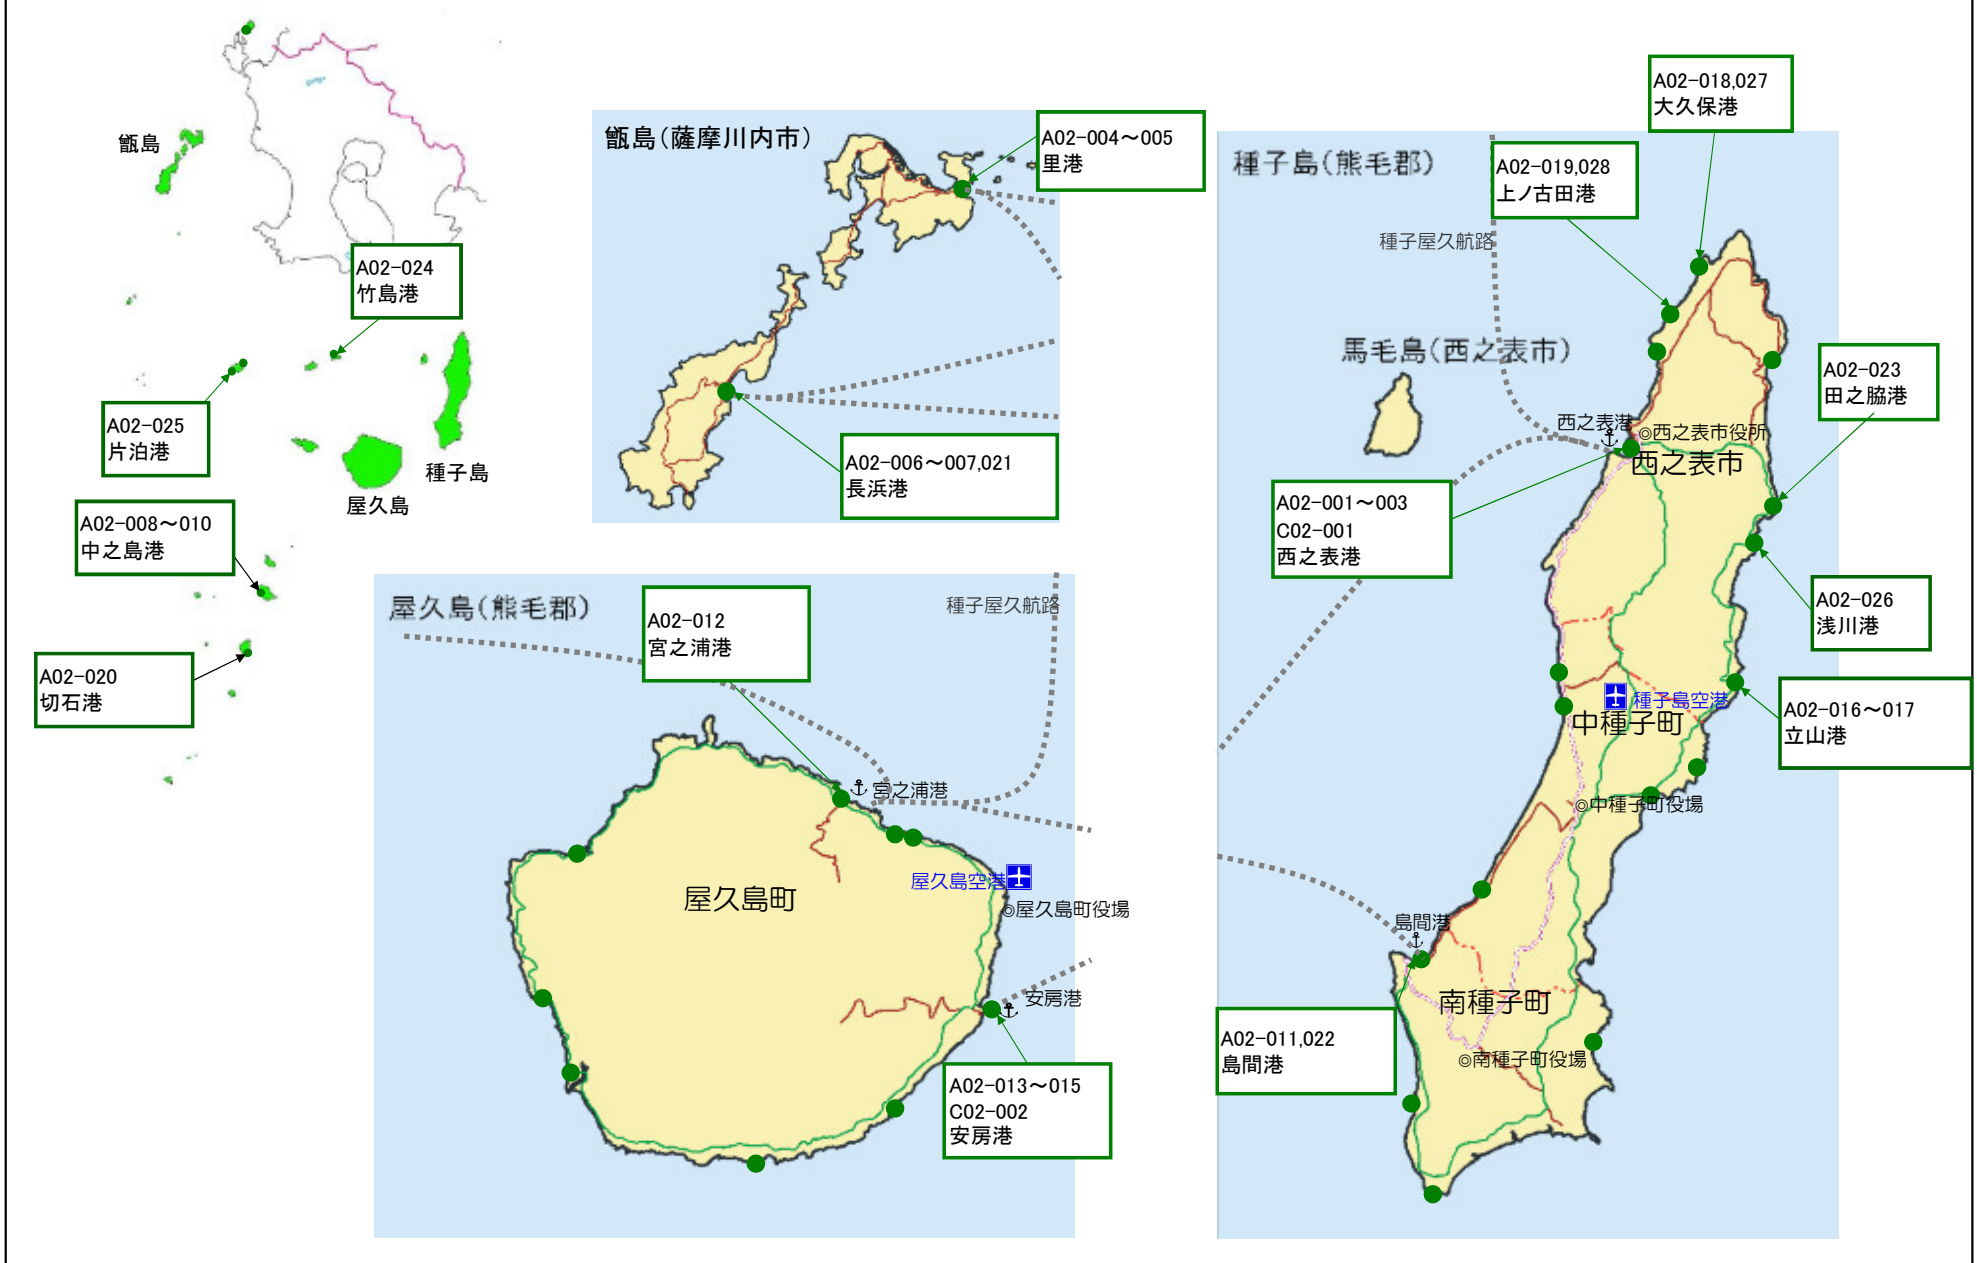 甑島
A02-024
竹島港
A02-025
片泊港
種子島
屋久島
A02-008～010
中之島港
A02-020
切石港
甑島(薩摩川内市)
A02-004～005
里港
A02-006～007,021
長浜港
屋久島(熊毛郡)
種子屋久航路
A02-012
宮之浦港
宮之浦港
屋久島空港
屋久島町
◎屋久島町役場
安房港
A02-013～015
C02-002
安房港
種子島(熊毛郡)
A02-018,027
大久保港
A02-019,028
上ノ古田港
種子屋久航路
馬毛島(西之表市)
A02-023
田之脇港
西之表港
◎西之表市役所
西之表市
A02-001～003
C02-001
西之表港
A02-026
浅川港
種子島空港
中種子町
A02-016～017
立山港
◎中種子町役場
島間港
南種子町
A02-011,022
島間港
◎南種子町役場